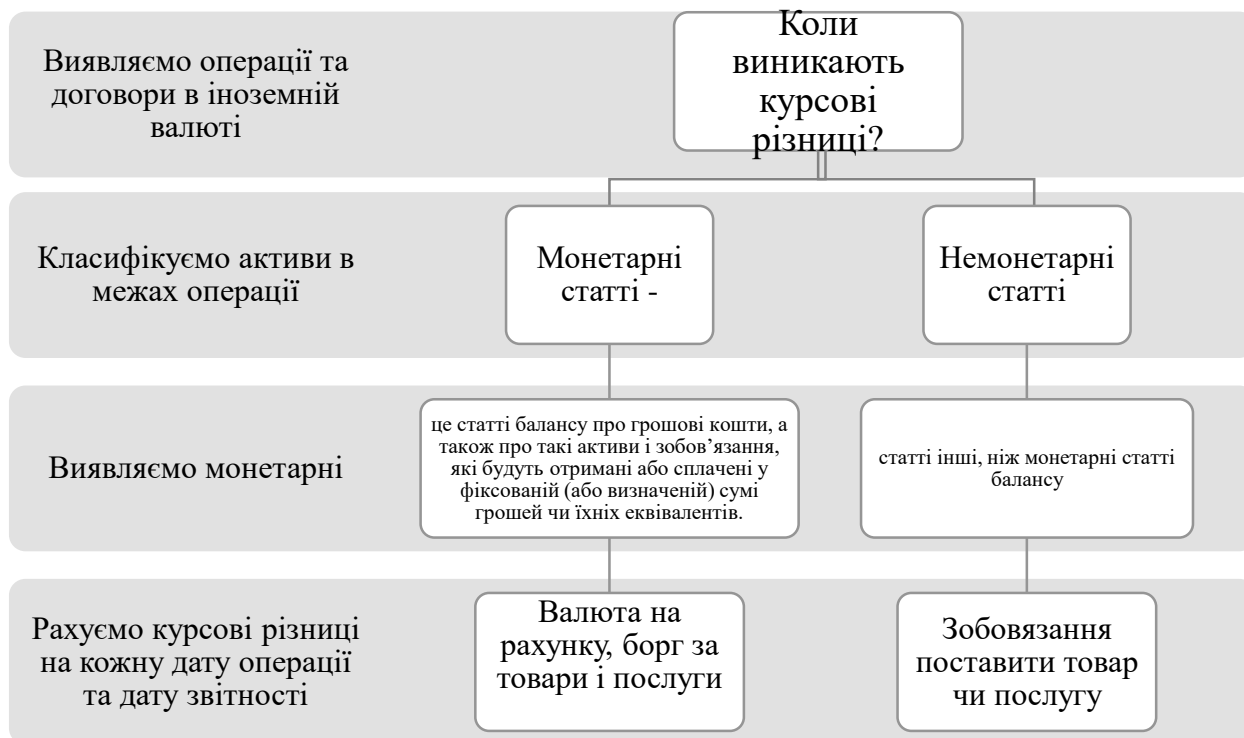 Виявляємо операції та
договори в іноземній
валюті
Коли
виникають
курсові
різниці?
Класифікуємо активи в
межах операції
Монетарні
статті -
Немонетарні
статті
Виявляємо монетарні
це статті балансу про грошові кошти, а
також про такі активи і зобов’язання,
які будуть отримані або сплачені у
фіксованій (або визначеній) сумі
грошей чи їхніх еквівалентів.
статті інші, ніж монетарні статті
балансу
Рахуємо курсові різниці
на кожну дату операції
та дату звітності
Валюта на
рахунку, борг за
товари і послуги
Зобовязання
поставити товар
чи послугу